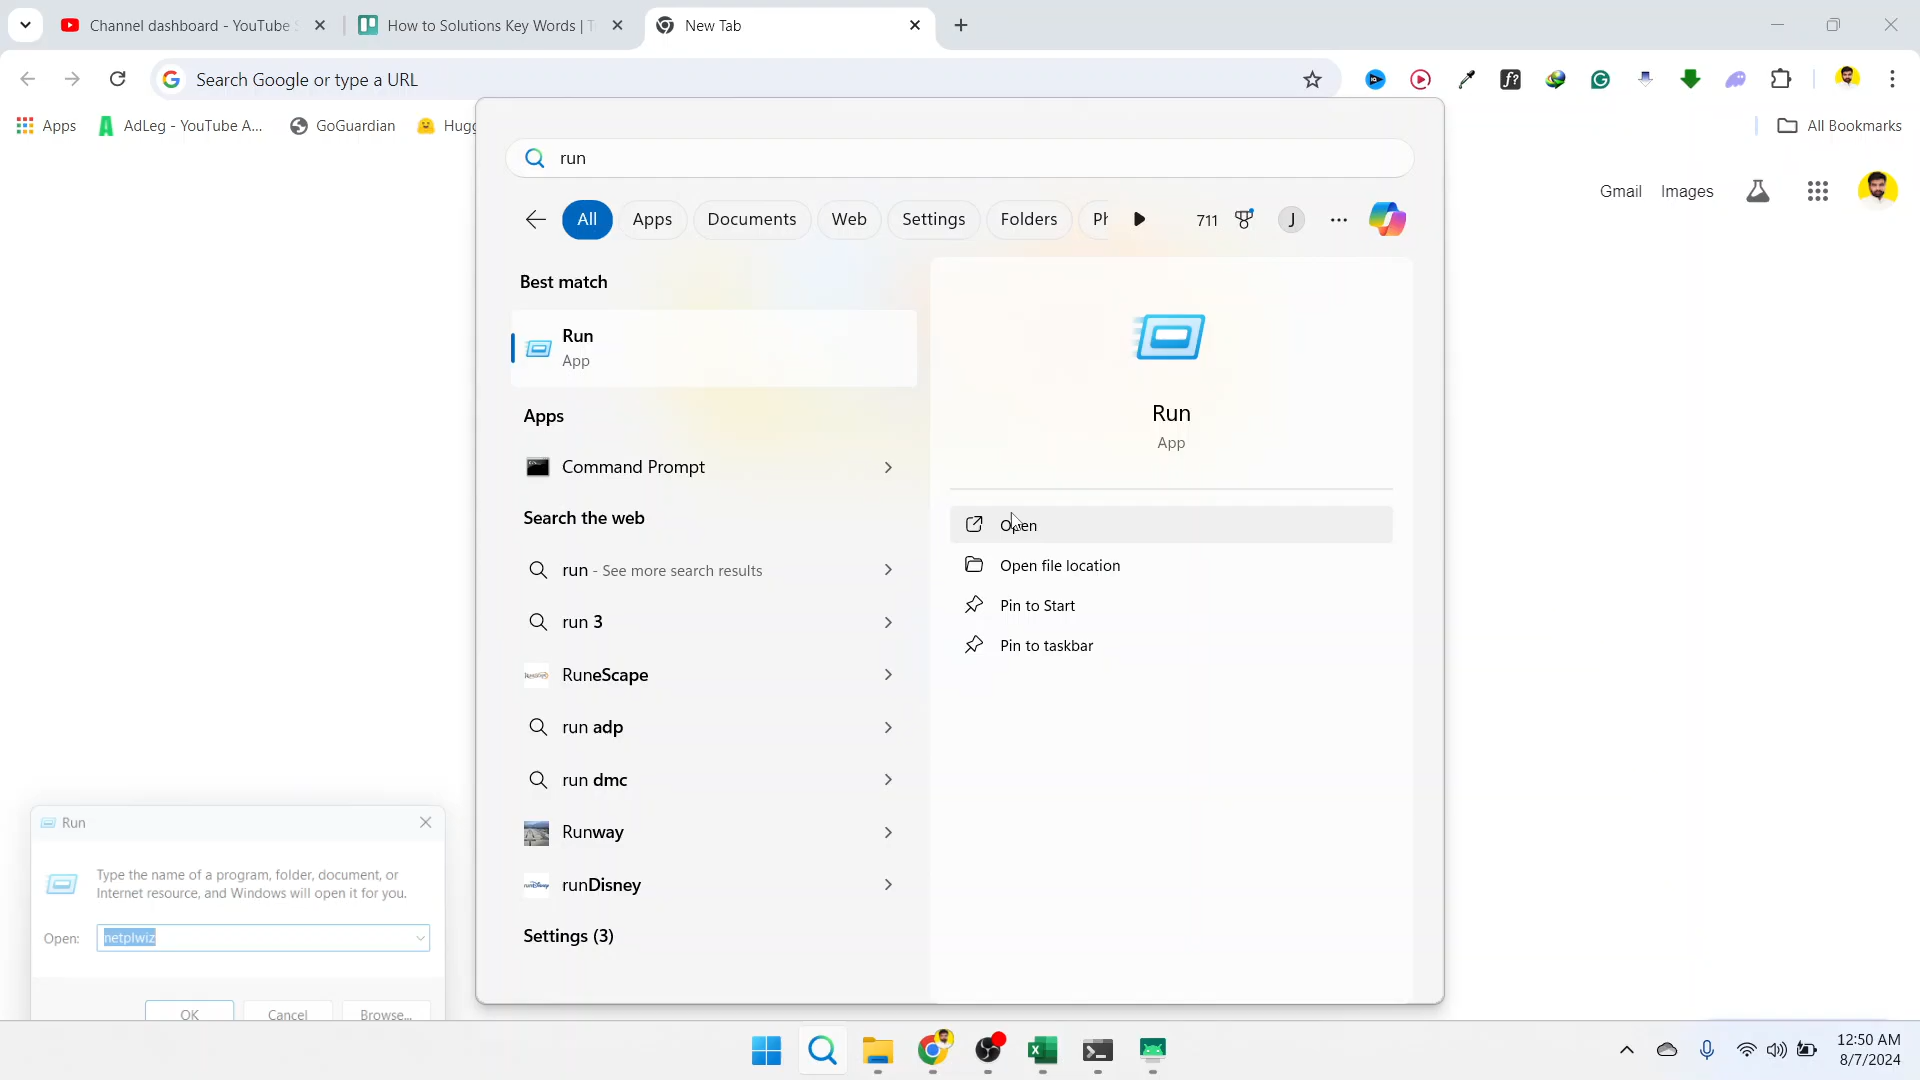 Channel dashboard - YouTube S
How to Solutions Key Words | T
New Tab
Search Google or type a URL
Apps
AdLeg - YouTube A...
GoGuardian
Hugg
All Bookmarks
Gmail
Images
run
All
Apps
Documents
Web
Settings
Folders
Ph
711
J
Best match
Run
App
Apps
Command Prompt
Search the web
run - See more search results
run 3
RuneScape
run adp
run dmc
Runway
runDisney
Settings (3)
Run
App
Open
Open file location
Pin to Start
Pin to taskbar
Run
Type the name of a program, folder, document, or
Internet resource, and Windows will open it for you.
Open:
netplwiz
OK
Cancel
Browse...
12:50 AM
8/7/2024